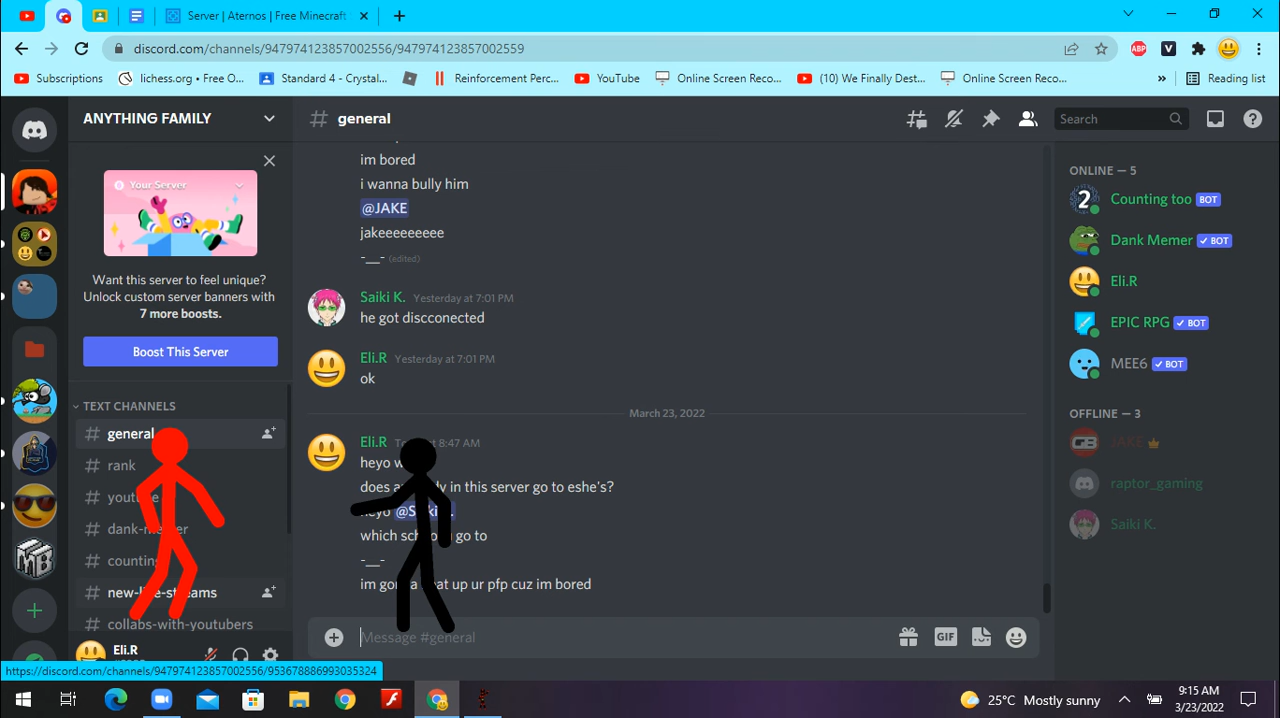 Server | Aternos | Free Minecraft
discord.com/channels/947974123857002556/947974123857002559
ABP
V
Subscriptions
lichess.org • Free O...
Standard 4 - Crystal...
Reinforcement Perc...
YouTube
Online Screen Reco...
(10) We Finally Dest...
Online Screen Reco...
»
Reading list
ANYTHING FAMILY
Your Server
Want this server to feel unique?
Unlock custom server banners with
7 more boosts.
Boost This Server
TEXT CHANNELS
# general
# rank
#
#
#
#
# collabs-with-youtubers
Eli.R
https://discord.com/channels/947974123857002556/953678886993035324
# general
Search
im bored
i wanna bully him
@JAKE
jakeeeeeeeee
-__- (edited)
Saiki K. Yesterday at 7:01 PM
he got discconected
Eli.R Yesterday at 7:01 PM
ok
March 23, 2022
Eli.R at 8:47 AM
heyo
does in this server go to eshe's?
heyo
which go to
-__-
im up ur pfp cuz im bored
Message #general
GIF
ONLINE — 5
Counting too BOT
Dank Memer ✓ BOT
Eli.R
EPIC RPG ✓ BOT
MEE6 ✓ BOT
OFFLINE — 3
JAKE
raptor_gaming
Saiki K.
25°C Mostly sunny
9:15 AM
3/23/2022